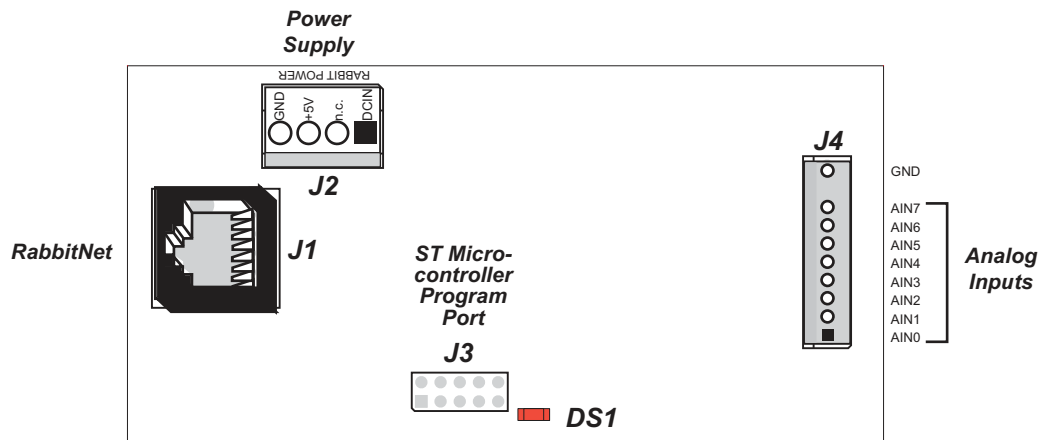 Power
Supply
RABBIT POWER
GND
+5V
n.c.
DCIN
J2
J4
GND
AIN7
AIN6
AIN5
AIN4
AIN3
AIN2
AIN1
AIN0
Analog
Inputs
RabbitNet
J1
ST Micro-
controller
Program
Port
J3
DS1